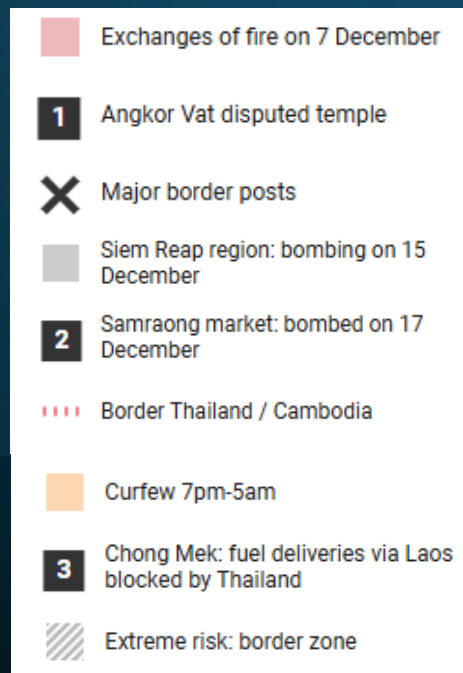 Exchanges of fire on 7 December
1
Angkor Vat disputed temple
Major border posts
Siem Reap region: bombing on 15
December
2
Samraong market: bombed on 17
December
Border Thailand / Cambodia
Curfew 7pm-5am
3
Chong Mek: fuel deliveries via Laos
blocked by Thailand
Extreme risk: border zone